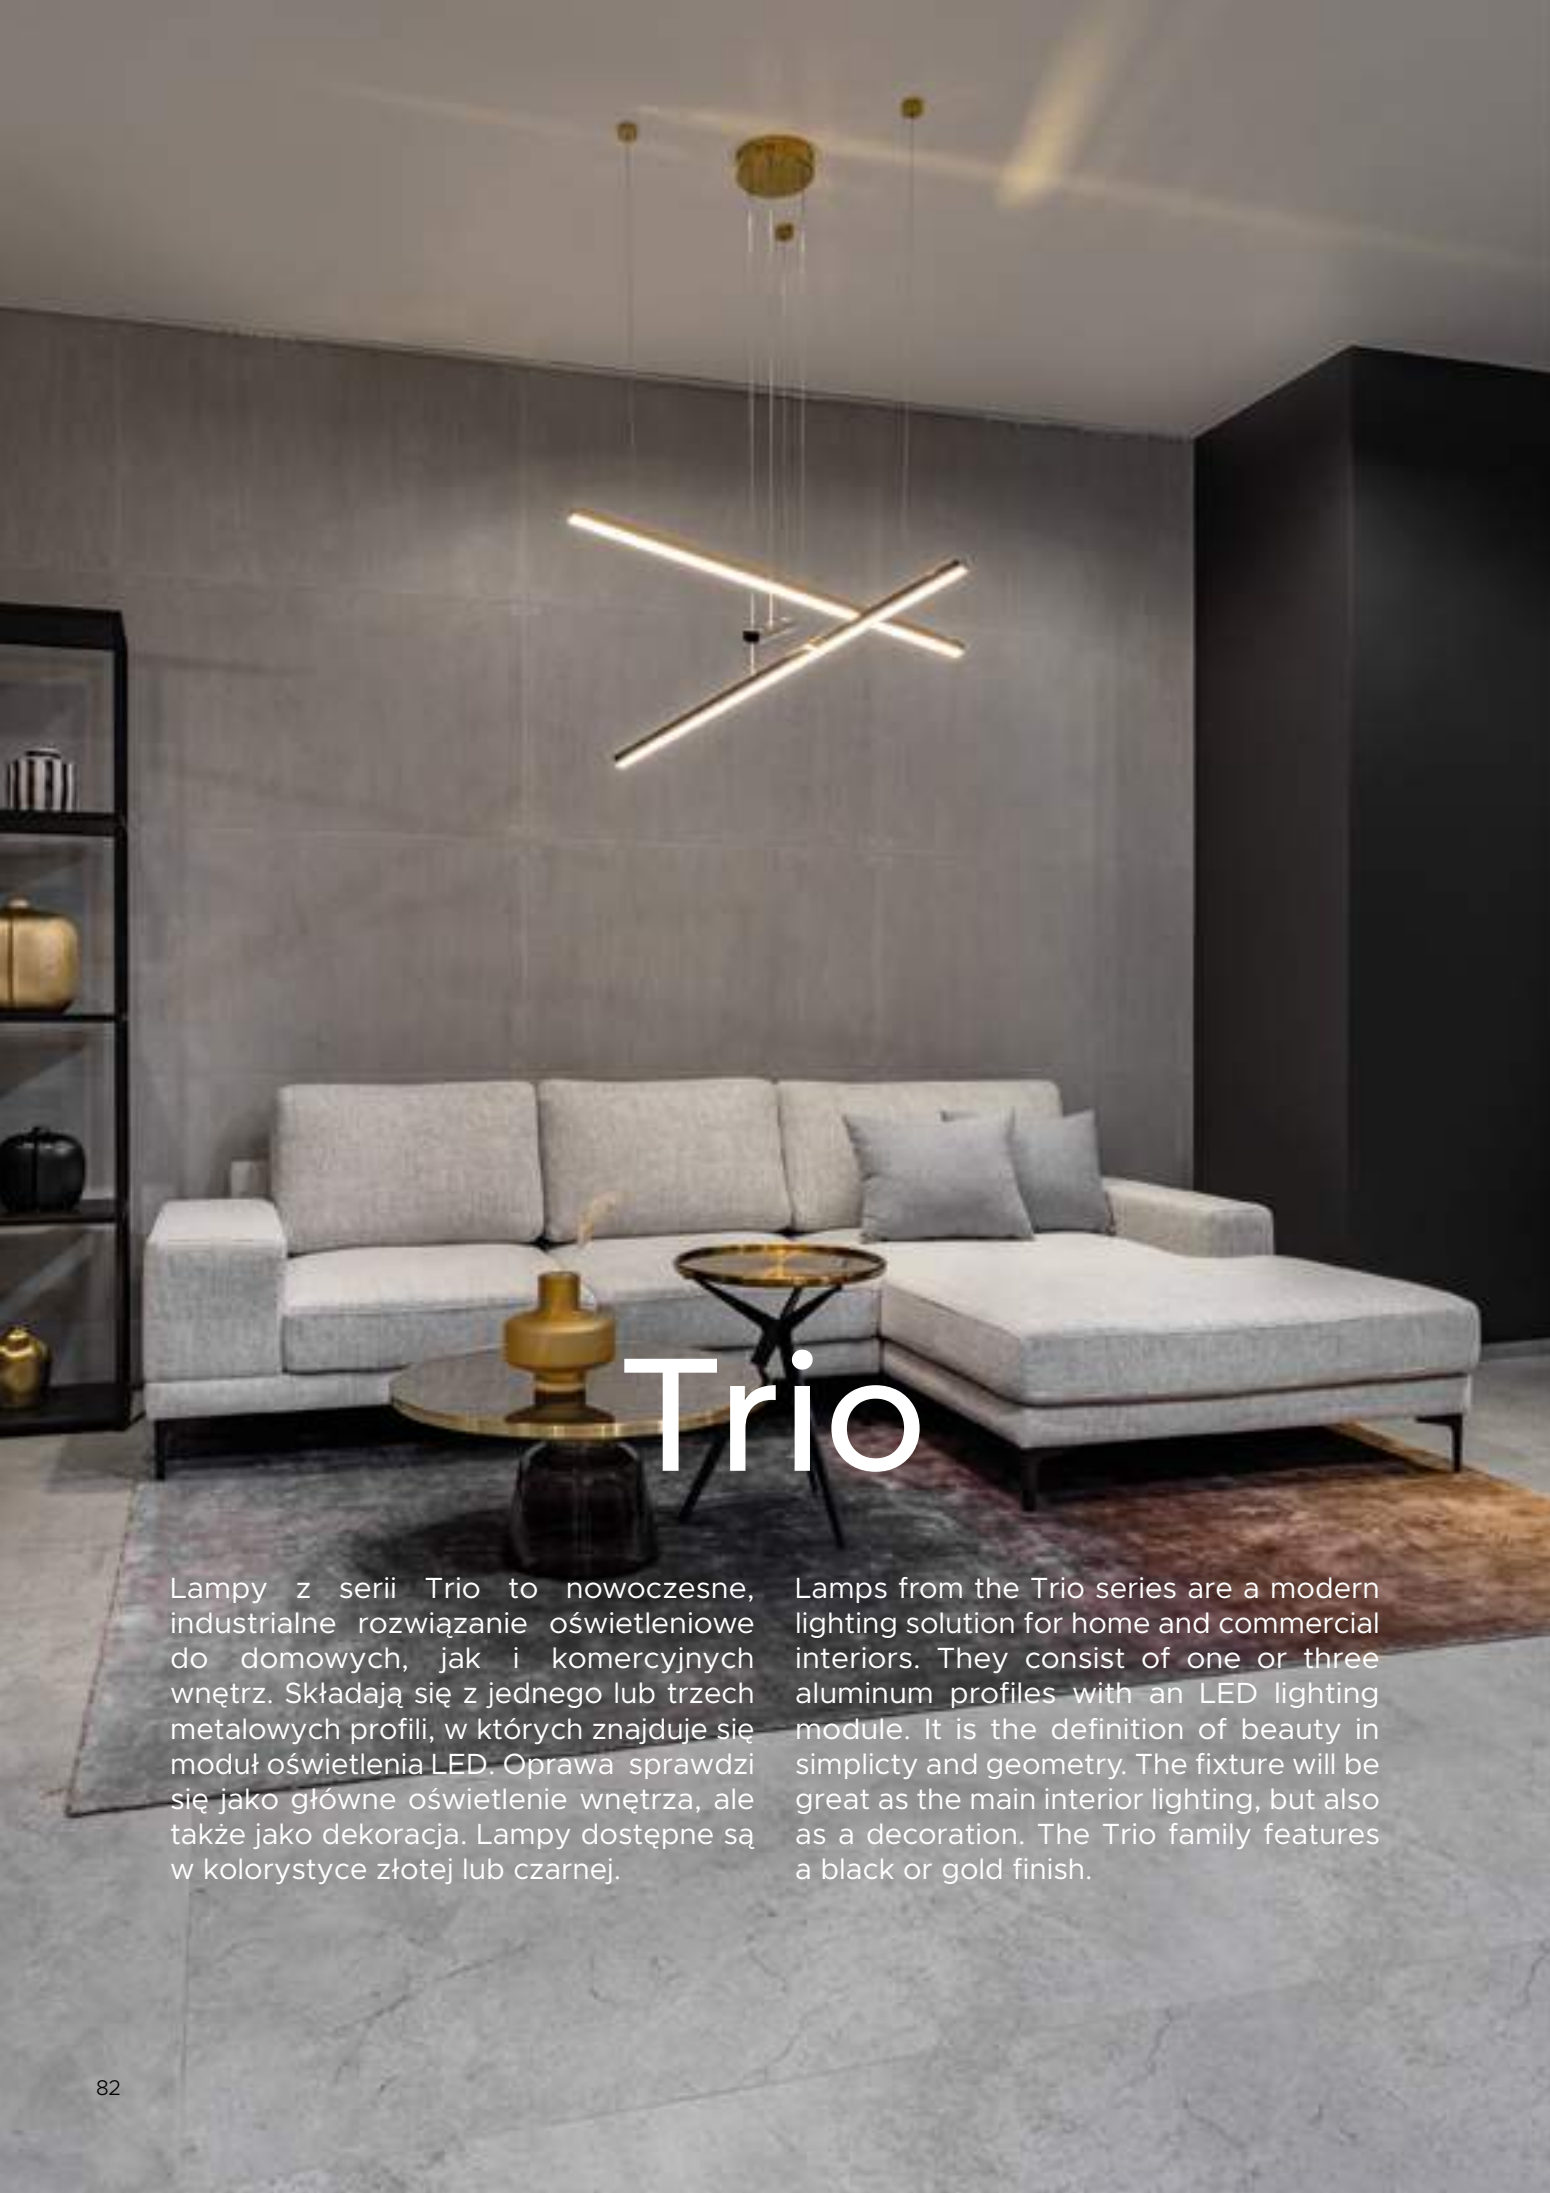 Trio
Lampy z serii Trio to nowoczesne,
industrialne rozwiązanie oświetleniowe
do domowych, jak i komercyjnych
wnętrz. Składają się z jednego lub trzech
metalowych profili, w których znajduje się
moduł oświetlenia LED. Oprawa sprawdzi
się jako główne oświetlenie wnętrza, ale
także jako dekoracja. Lampy dostępne są
w kolorystyce złotej lub czarnej.
Lamps from the Trio series are a modern
lighting solution for home and commercial
interiors. They consist of one or three
aluminum profiles with an LED lighting
module. It is the definition of beauty in
simplicty and geometry. The fixture will be
great as the main interior lighting, but also
as a decoration. The Trio family features
a black or gold finish.
82